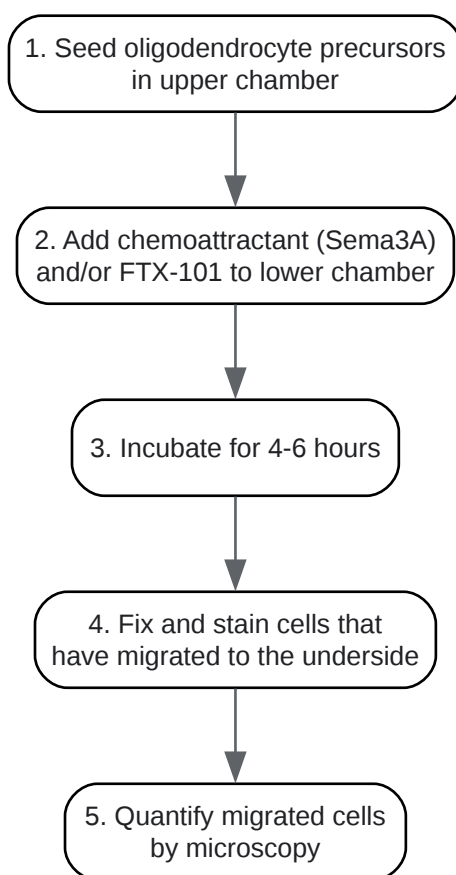 1. Seed oligodendrocyte precursors
in upper chamber
2. Add chemoattractant (Sema3A)
and/or FTX-101 to lower chamber
3. Incubate for 4-6 hours
4. Fix and stain cells that
have migrated to the underside
5. Quantify migrated cells
by microscopy